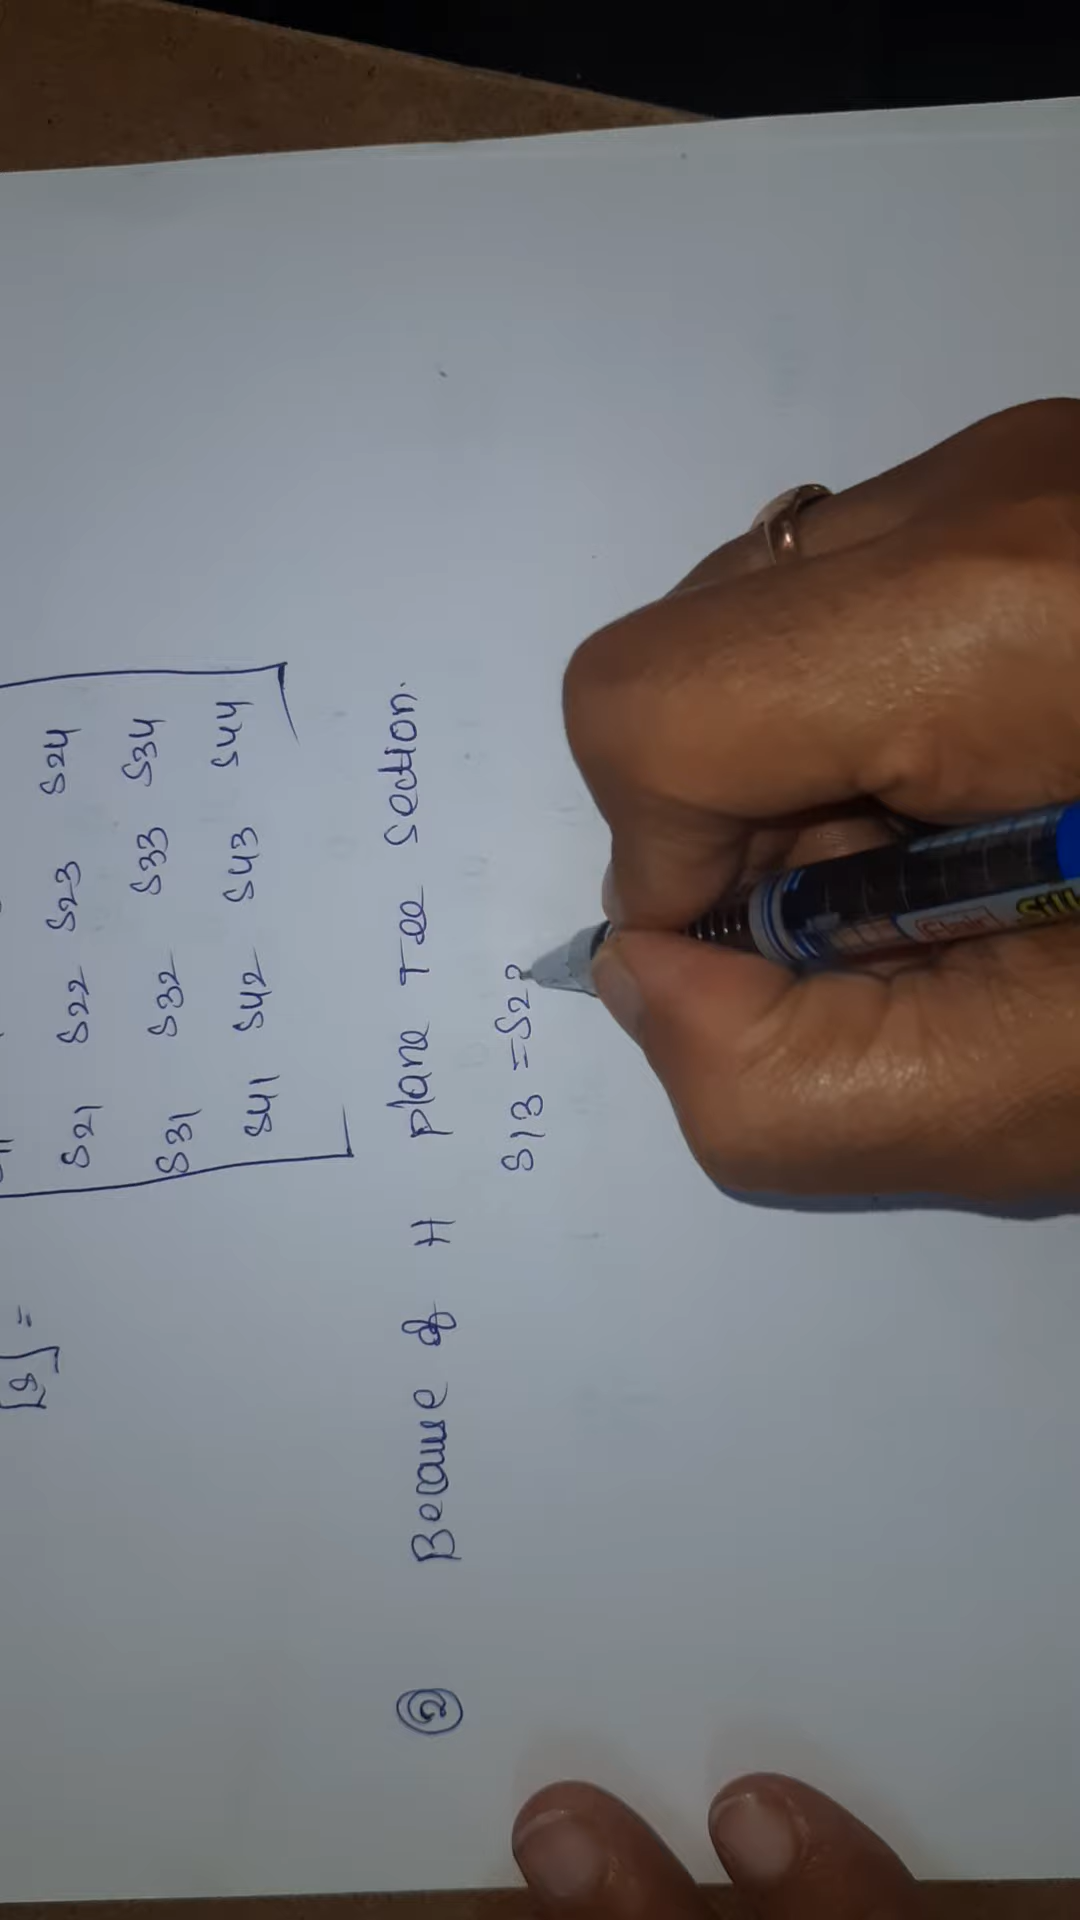 S21 S22 S23 S24
[S] =
S31 S32 S33 S34
S41 S42 S43 S44
② Because of H plane Tee section.
S13 = S2